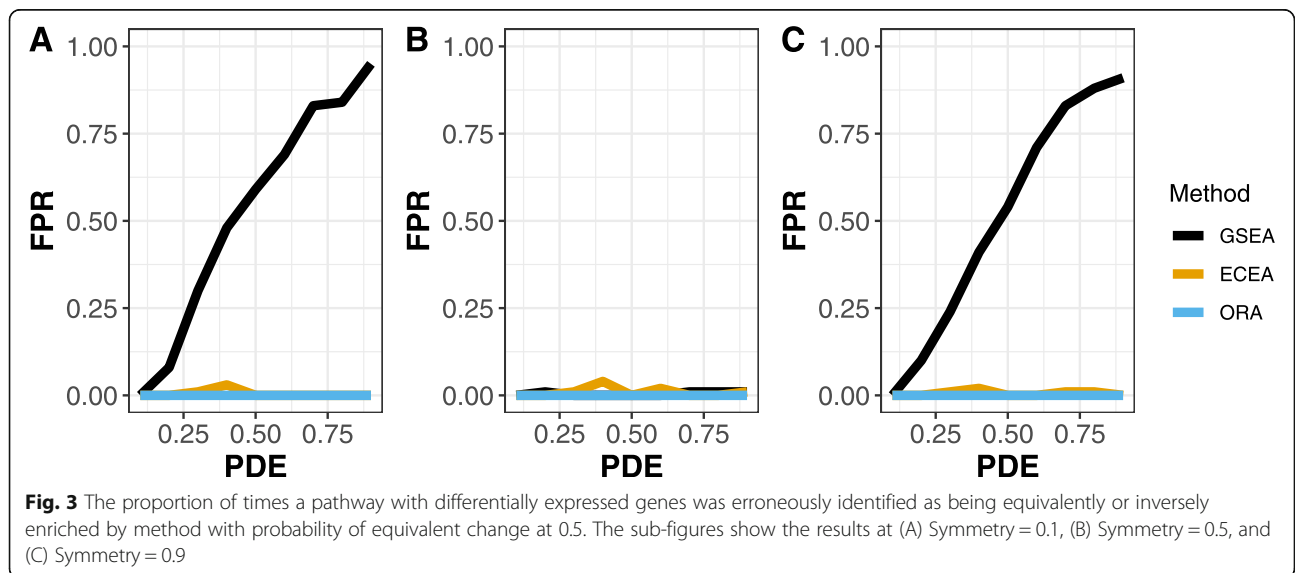 A
B
C
1.00
0.75
0.50
0.25
0.00
FPR
0.25 0.50 0.75
PDE
1.00
0.75
0.50
0.25
0.00
FPR
0.25 0.50 0.75
PDE
1.00
0.75
0.50
0.25
0.00
FPR
0.25 0.50 0.75
PDE
Method
GSEA
ECEA
ORA
Fig. 3 The proportion of times a pathway with differentially expressed genes was erroneously identified as being equivalently or inversely
enriched by method with probability of equivalent change at 0.5. The sub-figures show the results at (A) Symmetry = 0.1, (B) Symmetry = 0.5, and
(C) Symmetry = 0.9